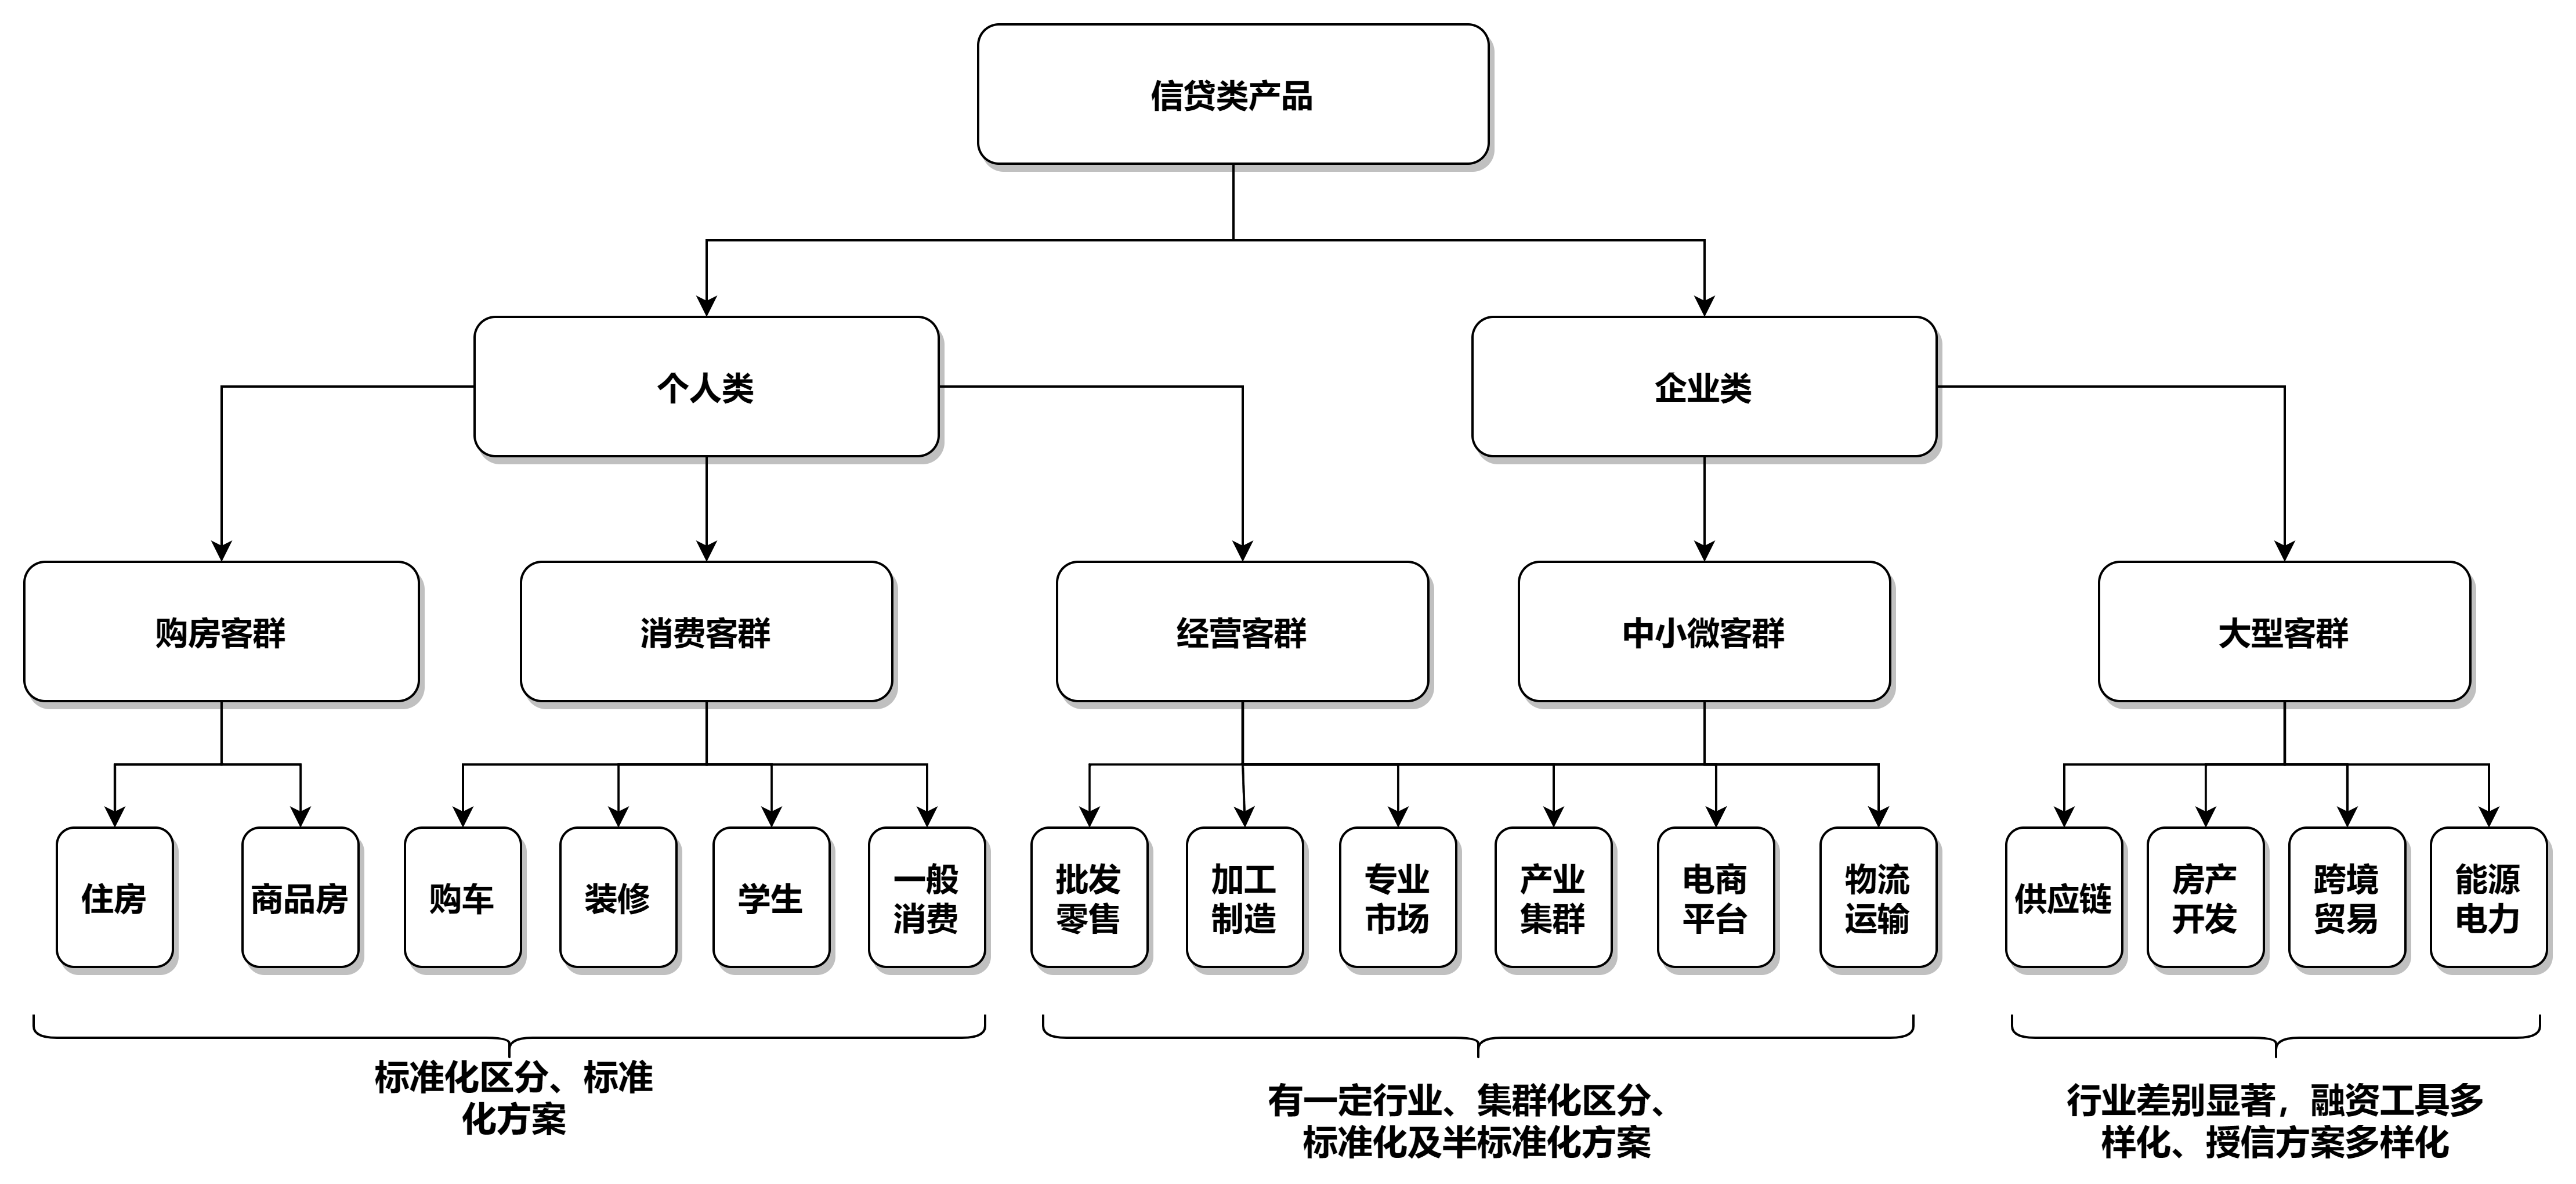 信贷类产品
个人类
企业类
购房客群
消费客群
经营客群
中小微客群
大型客群
住房
商品房
购车
装修
学生
一般
消费
批发
零售
加工
制造
专业
市场
产业
集群
电商
平台
物流
运输
供应链
房产
开发
跨境
贸易
能源
电力
标准化区分、标准
化方案
有一定行业、集群化区分、
标准化及半标准化方案
行业差别显著，融资工具多
样化、授信方案多样化